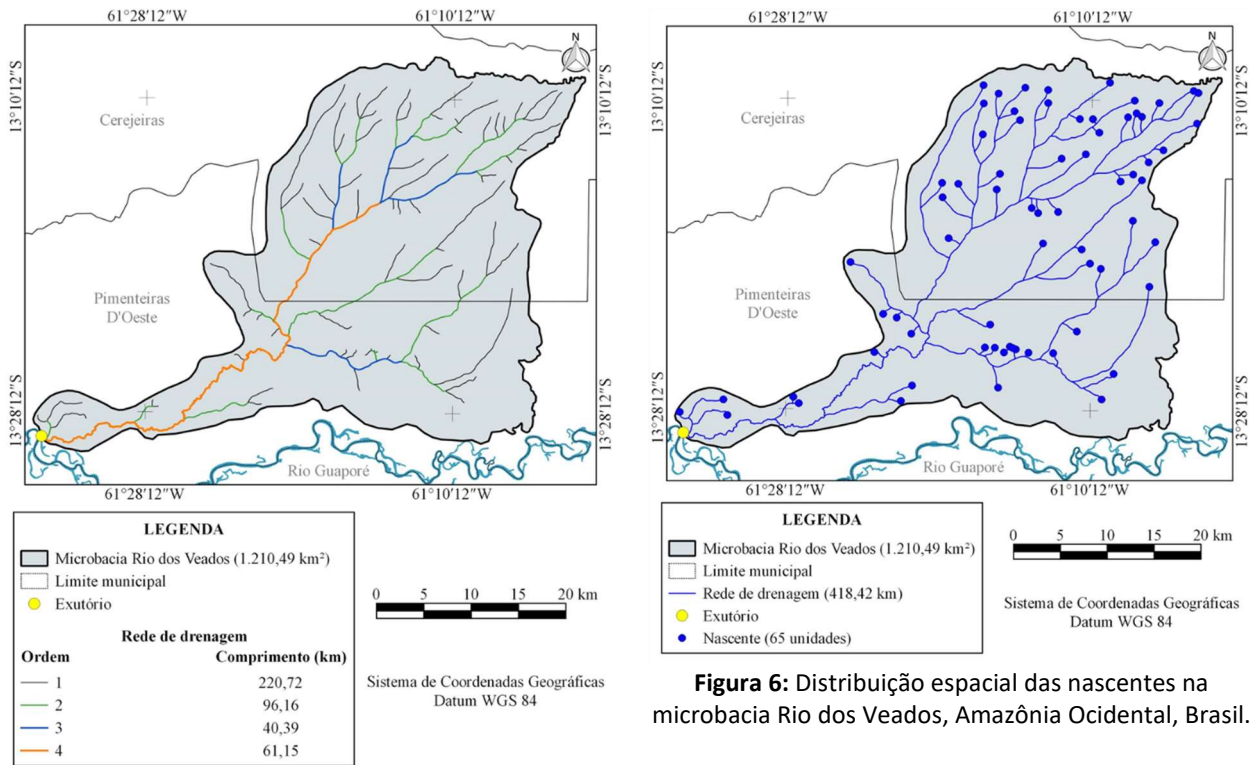 61°28'12"W 61°10'12"W
N
13°10'12"S 13°10'12"S
Cerejeiras
Pimenteiras
D'Oeste
13°28'12"S 13°28'12"S
Rio Guaporé
61°28'12"W 61°10'12"W
LEGENDA
Microbacia Rio dos Veados (1.210,49 km²)
Limite municipal
Exutório
Rede de drenagem
Ordem Comprimento (km)
1 220,72
2 96,16
3 40,39
4 61,15
0 5 10 15 20 km
Sistema de Coordenadas Geográficas
Datum WGS 84
61°28'12"W 61°10'12"W
N
13°10'12"S 13°10'12"S
Cerejeiras
Pimenteiras
D'Oeste
13°28'12"S 13°28'12"S
Rio Guaporé
61°28'12"W 61°10'12"W
LEGENDA
Microbacia Rio dos Veados (1.210,49 km²)
Limite municipal
Rede de drenagem (418,42 km)
Exutório
Nascente (65 unidades)
0 5 10 15 20 km
Sistema de Coordenadas Geográficas
Datum WGS 84
Figura 6: Distribuição espacial das nascentes na
microbacia Rio dos Veados, Amazônia Ocidental, Brasil.